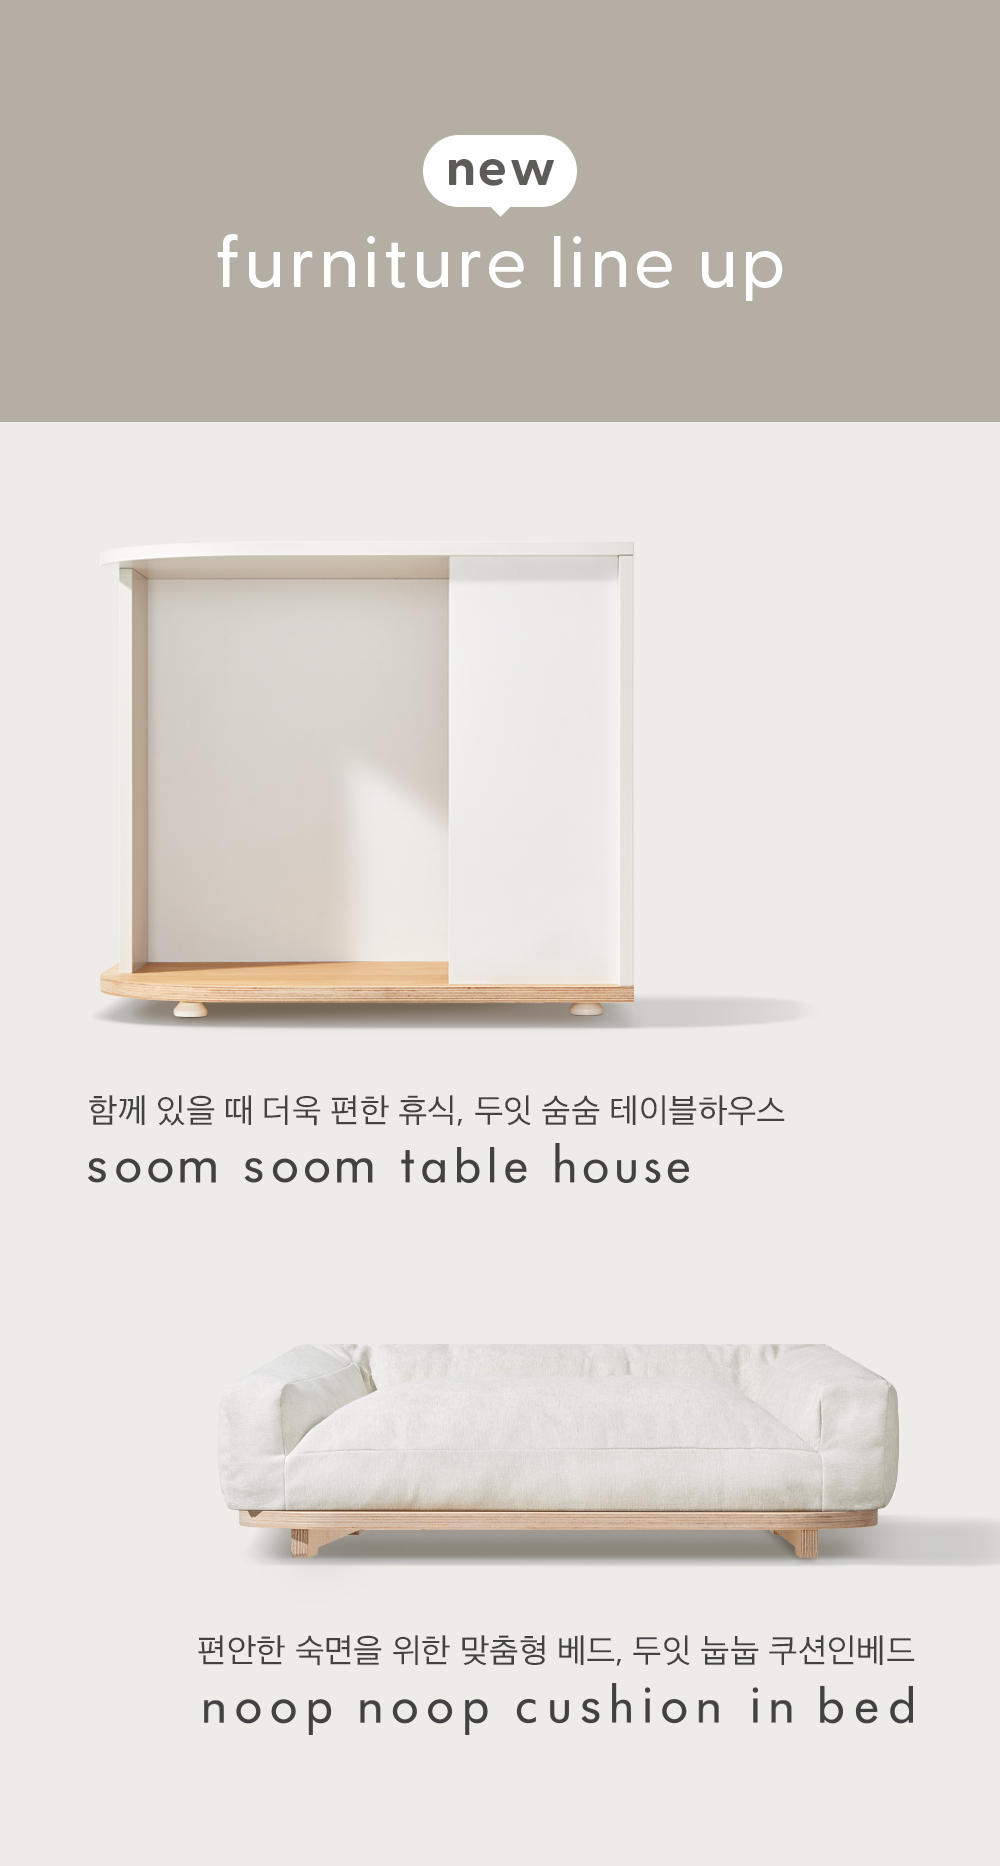 new
furniture line up
함께 있을 때 더욱 편한 휴식, 두잇 숨숨 테이블하우스
soom soom table house
편안한 숙면을 위한 맞춤형 베드, 두잇 눕눕 쿠션인베드
noop noop cushion in bed